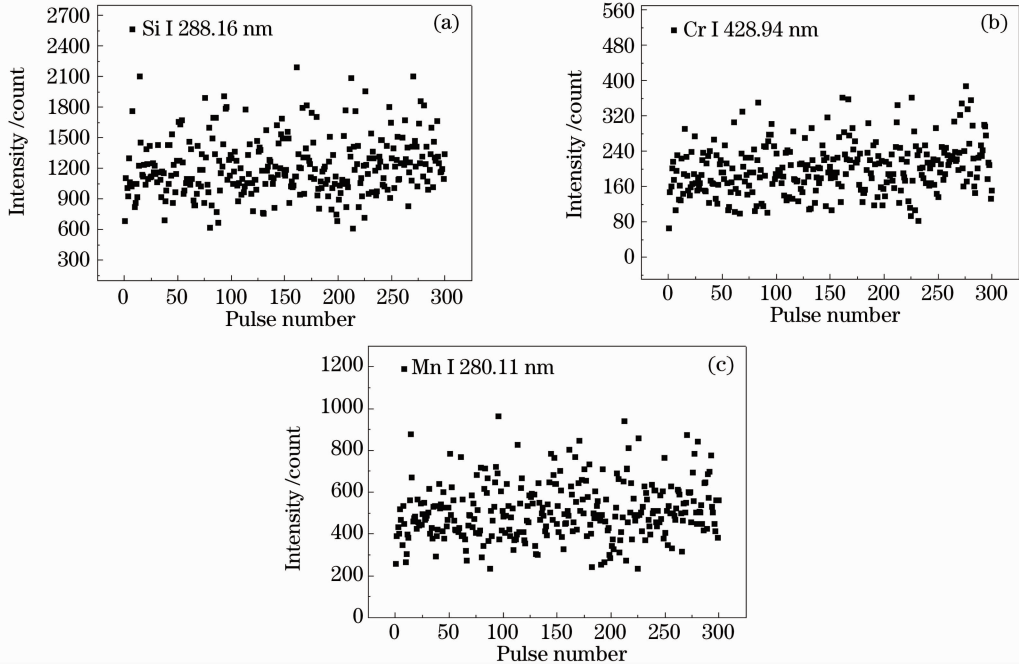 (a)
Si I 288.16 nm
2700
2400
2100
1800
1500
1200
900
600
300
Intensity /count
0 50 100 150 200 250 300
Pulse number
(b)
Cr I 428.94 nm
560
480
400
320
240
160
80
0
Intensity /count
0 50 100 150 200 250 300
Pulse number
(c)
Mn I 280.11 nm
1200
1000
800
600
400
200
0
Intensity /count
0 50 100 150 200 250 300
Pulse number